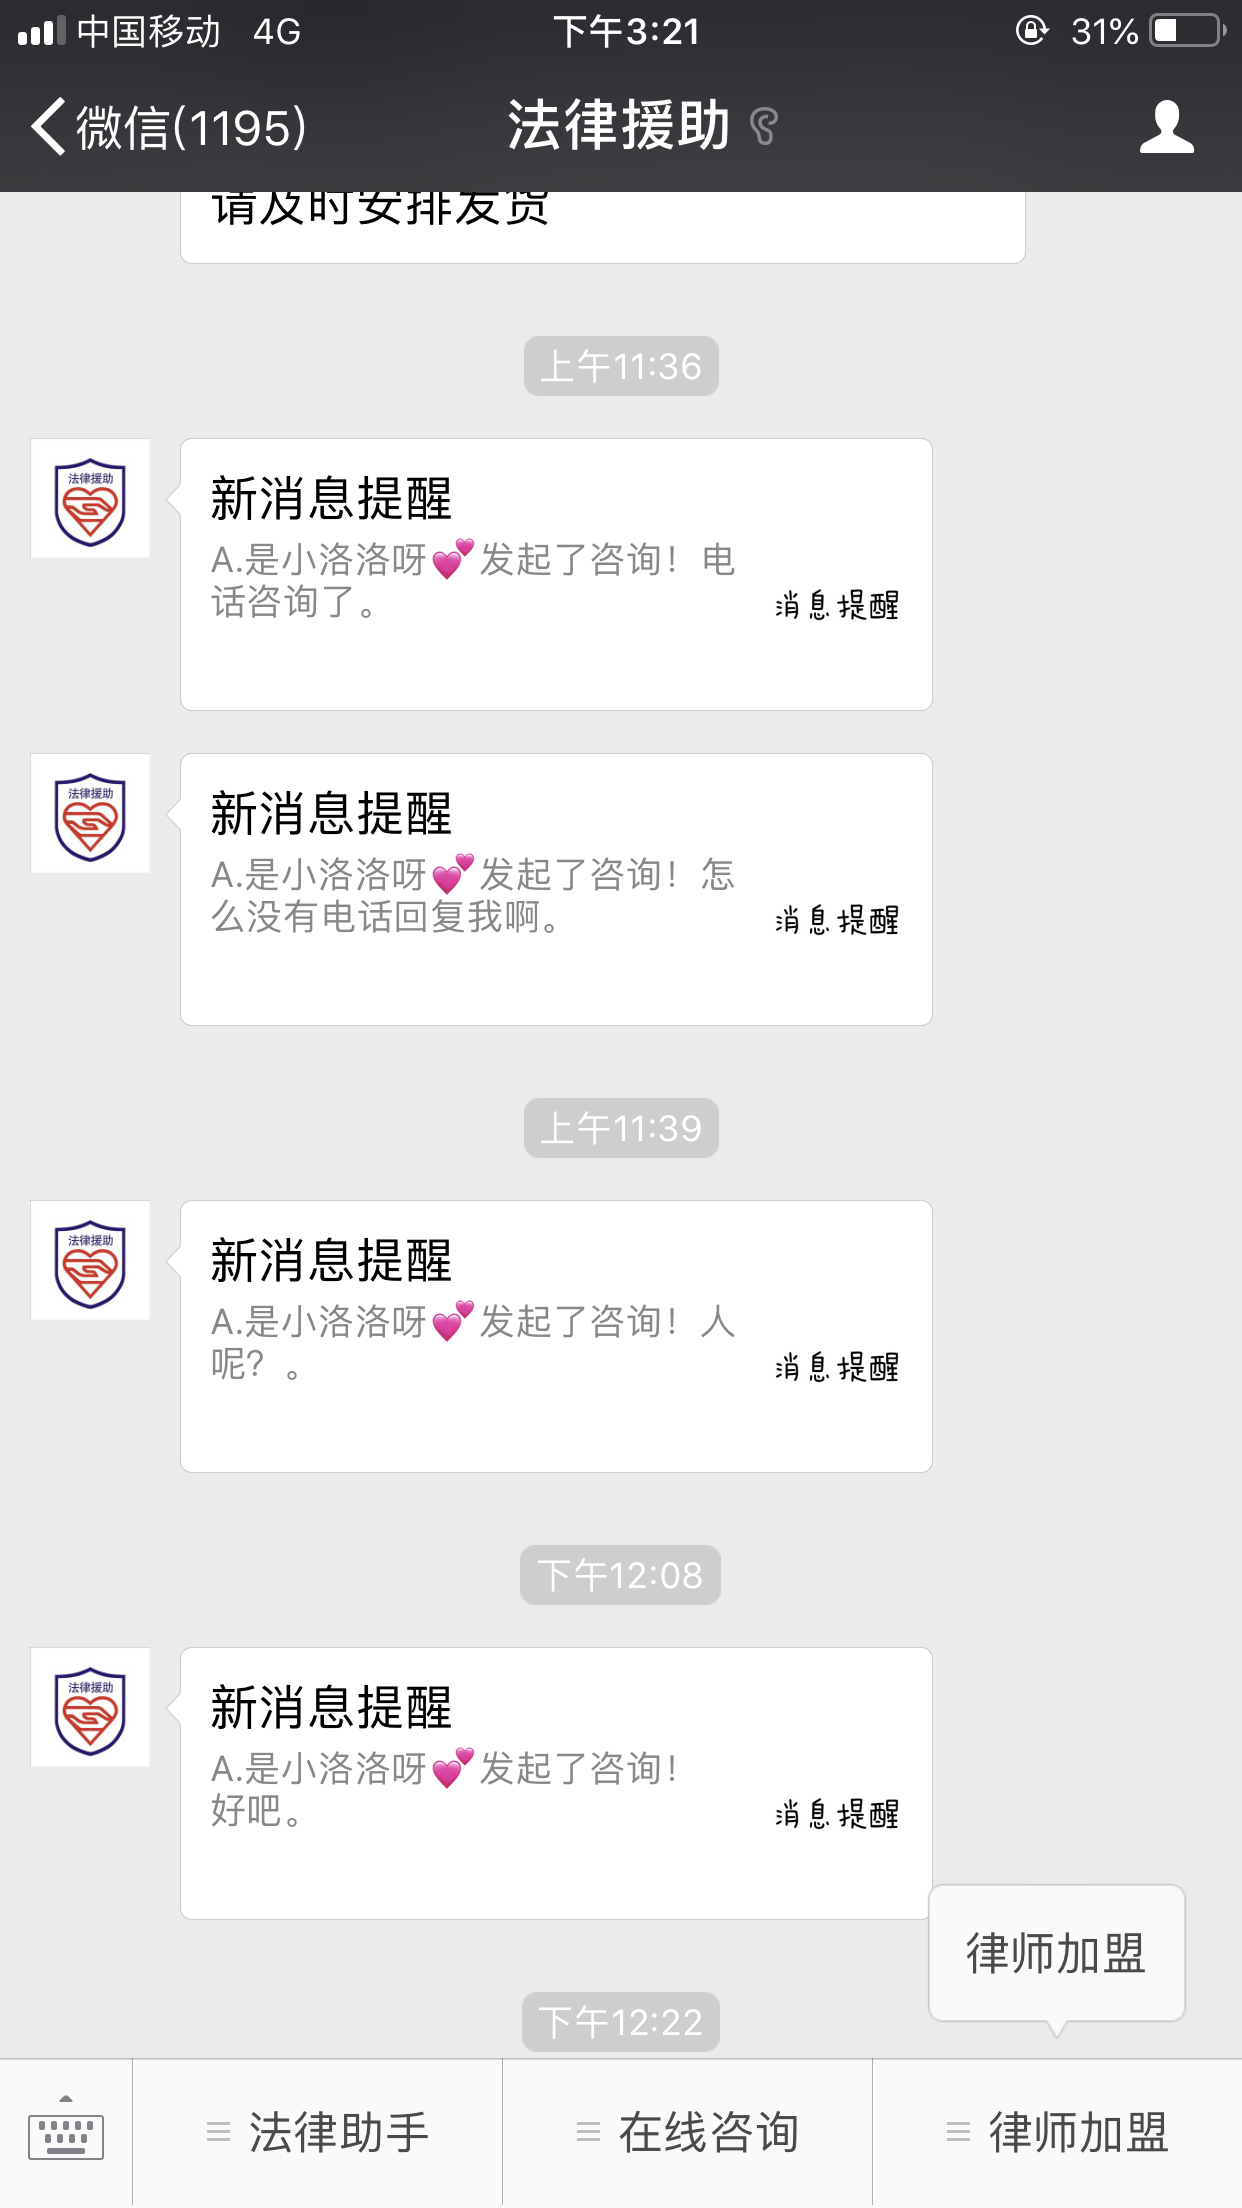 中国移动 4G 下午3:21 31%
微信(1195) 法律援助
请及时安排发货
上午11:36
法律援助
新消息提醒
A.是小洛洛呀💕发起了咨询！电
话咨询了。
消息提醒
法律援助
新消息提醒
A.是小洛洛呀💕发起了咨询！怎
么没有电话回复我啊。
消息提醒
上午11:39
法律援助
新消息提醒
A.是小洛洛呀💕发起了咨询！人
呢？。
消息提醒
下午12:08
法律援助
新消息提醒
A.是小洛洛呀💕发起了咨询！
好吧。
消息提醒
律师加盟
下午12:22
法律助手 在线咨询 律师加盟